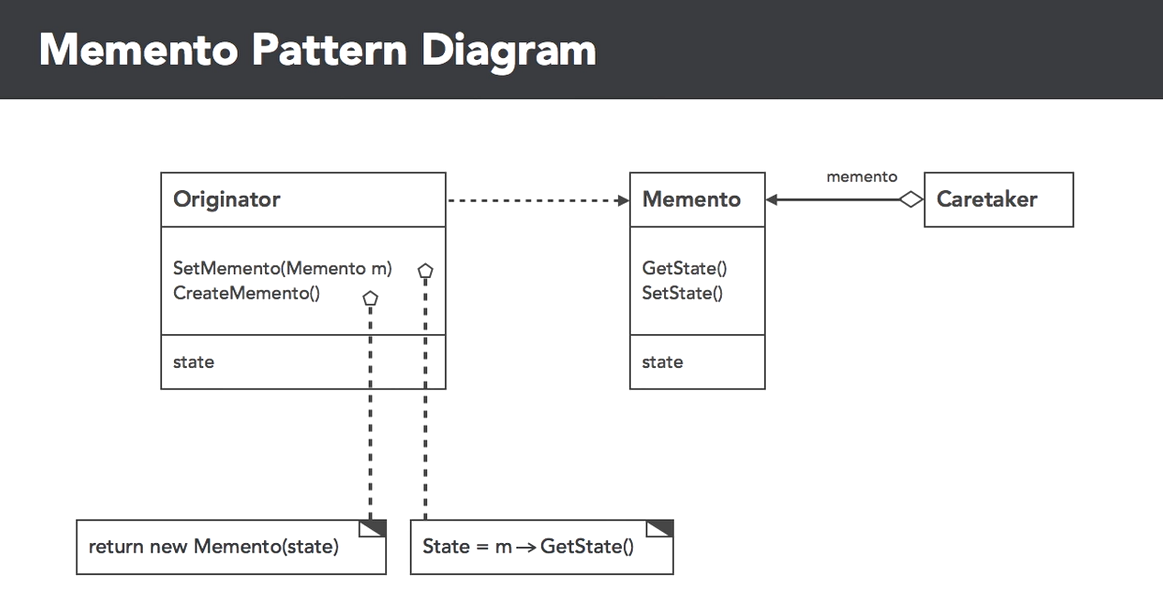 Memento Pattern Diagram
Originator
SetMemento(Memento m)
CreateMemento()
state
Memento
GetState()
SetState()
state
memento
Caretaker
return new Memento(state)
State = m→GetState()